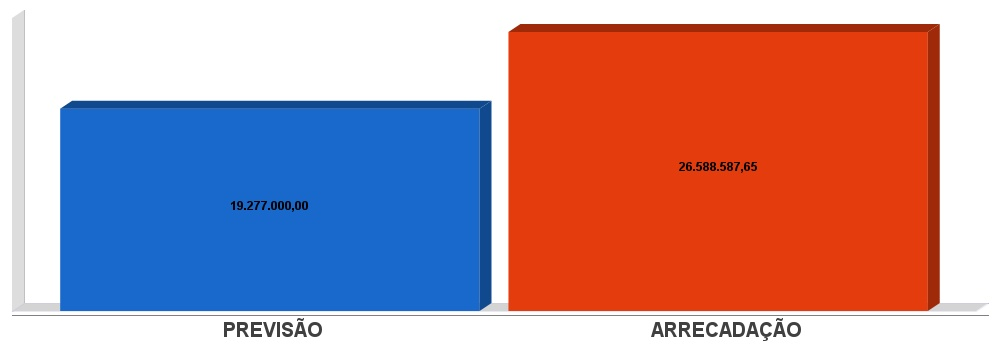 26.588.587,65
19.277.000,00
PREVISÃO ARRECADAÇÃO